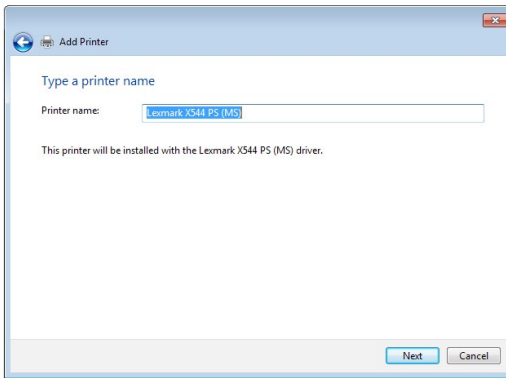 Add Printer
Type a printer name
Printer name: Lexmark X544 PS (MS)
This printer will be installed with the Lexmark X544 PS (MS) driver.
Next Cancel